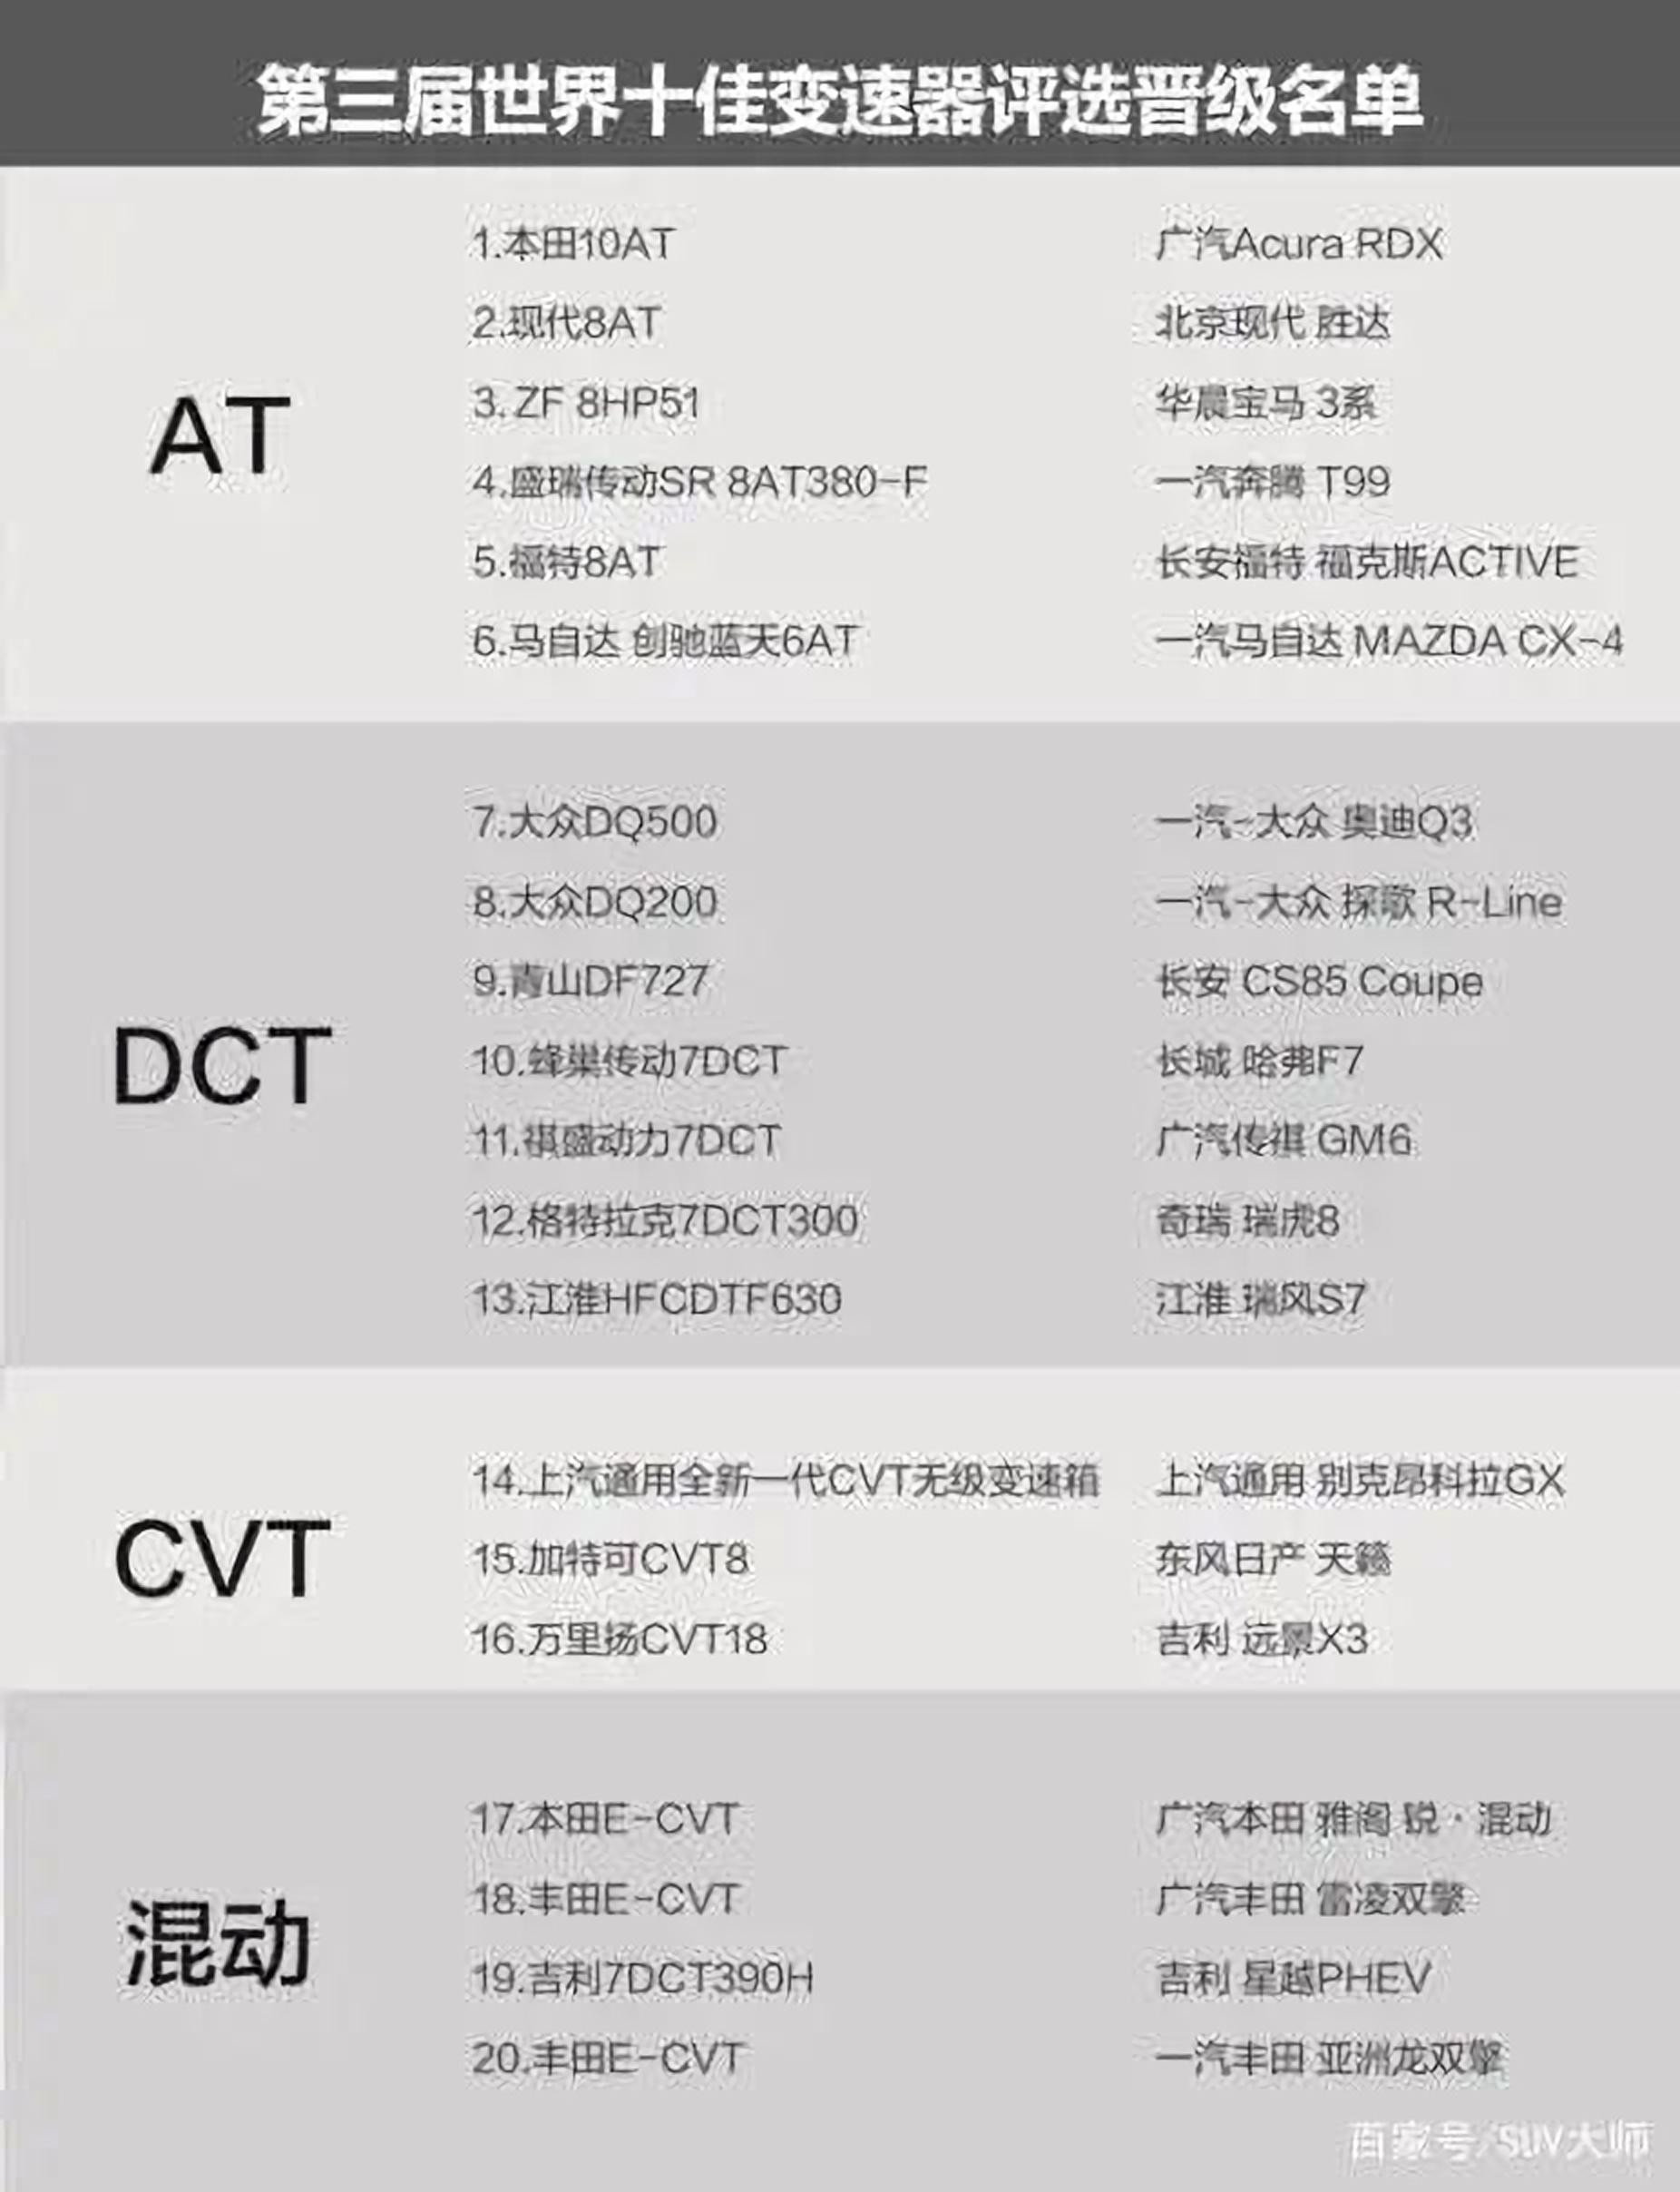 第三届世界十佳变速器评选晋级名单
AT
1.本田10AT 广汽Acura RDX
2.现代8AT 北京现代 胜达
3. ZF 8HP51 华晨宝马 3系
4.盛瑞传动SR 8AT380-F 一汽奔腾 T99
5.福特8AT 长安福特 福克斯ACTIVE
6.马自达 创驰蓝天6AT 一汽马自达 MAZDA CX-4
DCT
7.大众DQ500 一汽-大众 奥迪Q3
8.大众DQ200 一汽-大众 探歌 R-Line
9.青山DF727 长安 CS85 Coupe
10.蜂巢传动7DCT 长城 哈弗F7
11.祺盛动力7DCT 广汽传祺 GM6
12.格特拉克7DCT300 奇瑞 瑞虎8
13.江淮HFCDTF630 江淮 瑞风S7
CVT
14.上汽通用全新一代CVT无级变速箱 上汽通用 别克昂科拉GX
15.加特可CVT8 东风日产 天籁
16.万里扬CVT18 吉利 远景X3
混动
17.本田E-CVT 广汽本田 雅阁 锐·混动
18.丰田E-CVT 广汽丰田 雷凌双擎
19.吉利7DCT390H 吉利 星越PHEV
20.丰田E-CVT 一汽丰田 亚洲龙双擎
百家号/SUV大师